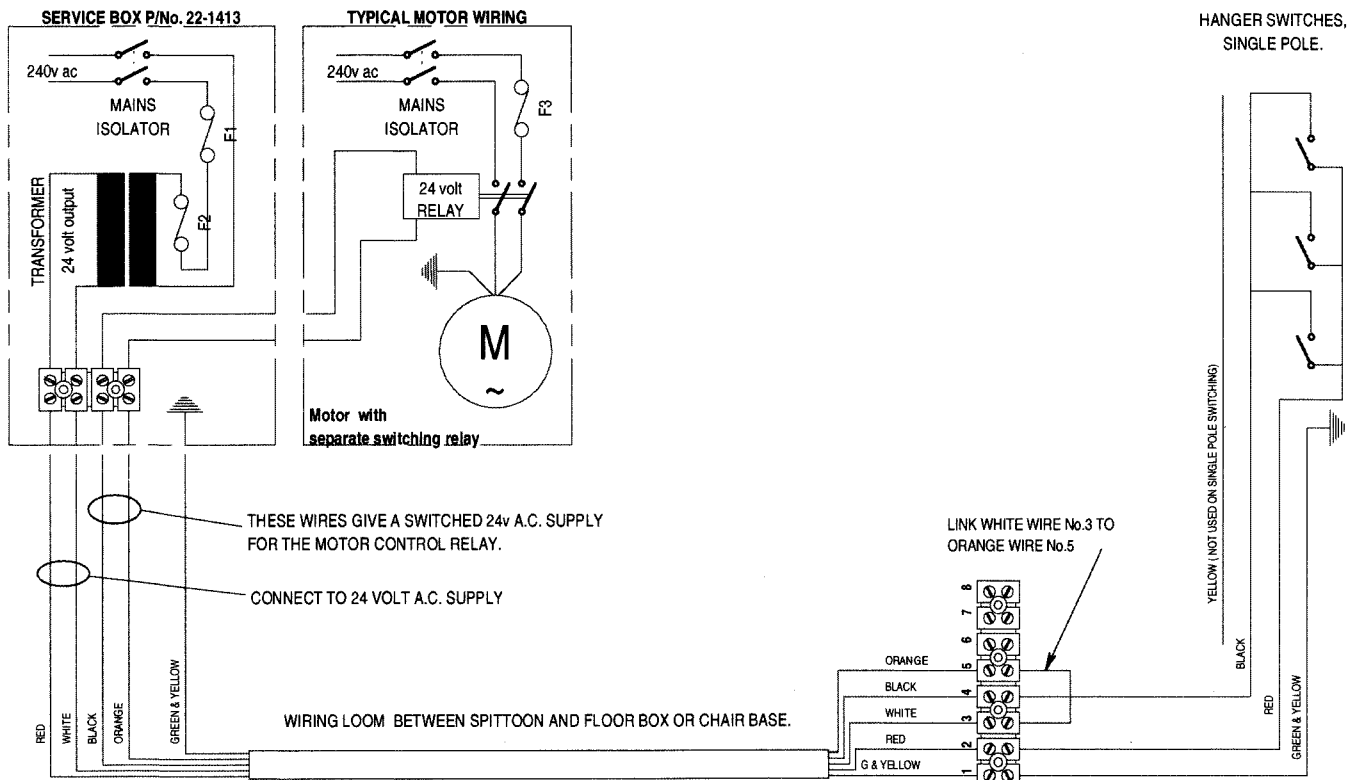 SERVICE BOX P/No. 22-1413
TYPICAL MOTOR WIRING
HANGER SWITCHES,
SINGLE POLE.
240v ac
MAINS
ISOLATOR
F1
TRANSFORMER
24 volt output
F2
240v ac
MAINS
ISOLATOR
F3
24 volt
RELAY
M
~
Motor with
separate switching relay
THESE WIRES GIVE A SWITCHED 24v A.C. SUPPLY
FOR THE MOTOR CONTROL RELAY.
CONNECT TO 24 VOLT A.C. SUPPLY
LINK WHITE WIRE No.3 TO
ORANGE WIRE No.5
YELLOW ( NOT USED ON SINGLE POLE SWITCHING)
BLACK
RED
GREEN & YELLOW
RED
WHITE
BLACK
ORANGE
GREEN & YELLOW
WIRING LOOM BETWEEN SPITTOON AND FLOOR BOX OR CHAIR BASE.
ORANGE
BLACK
WHITE
RED
G & YELLOW
8
7
6
5
4
3
2
1